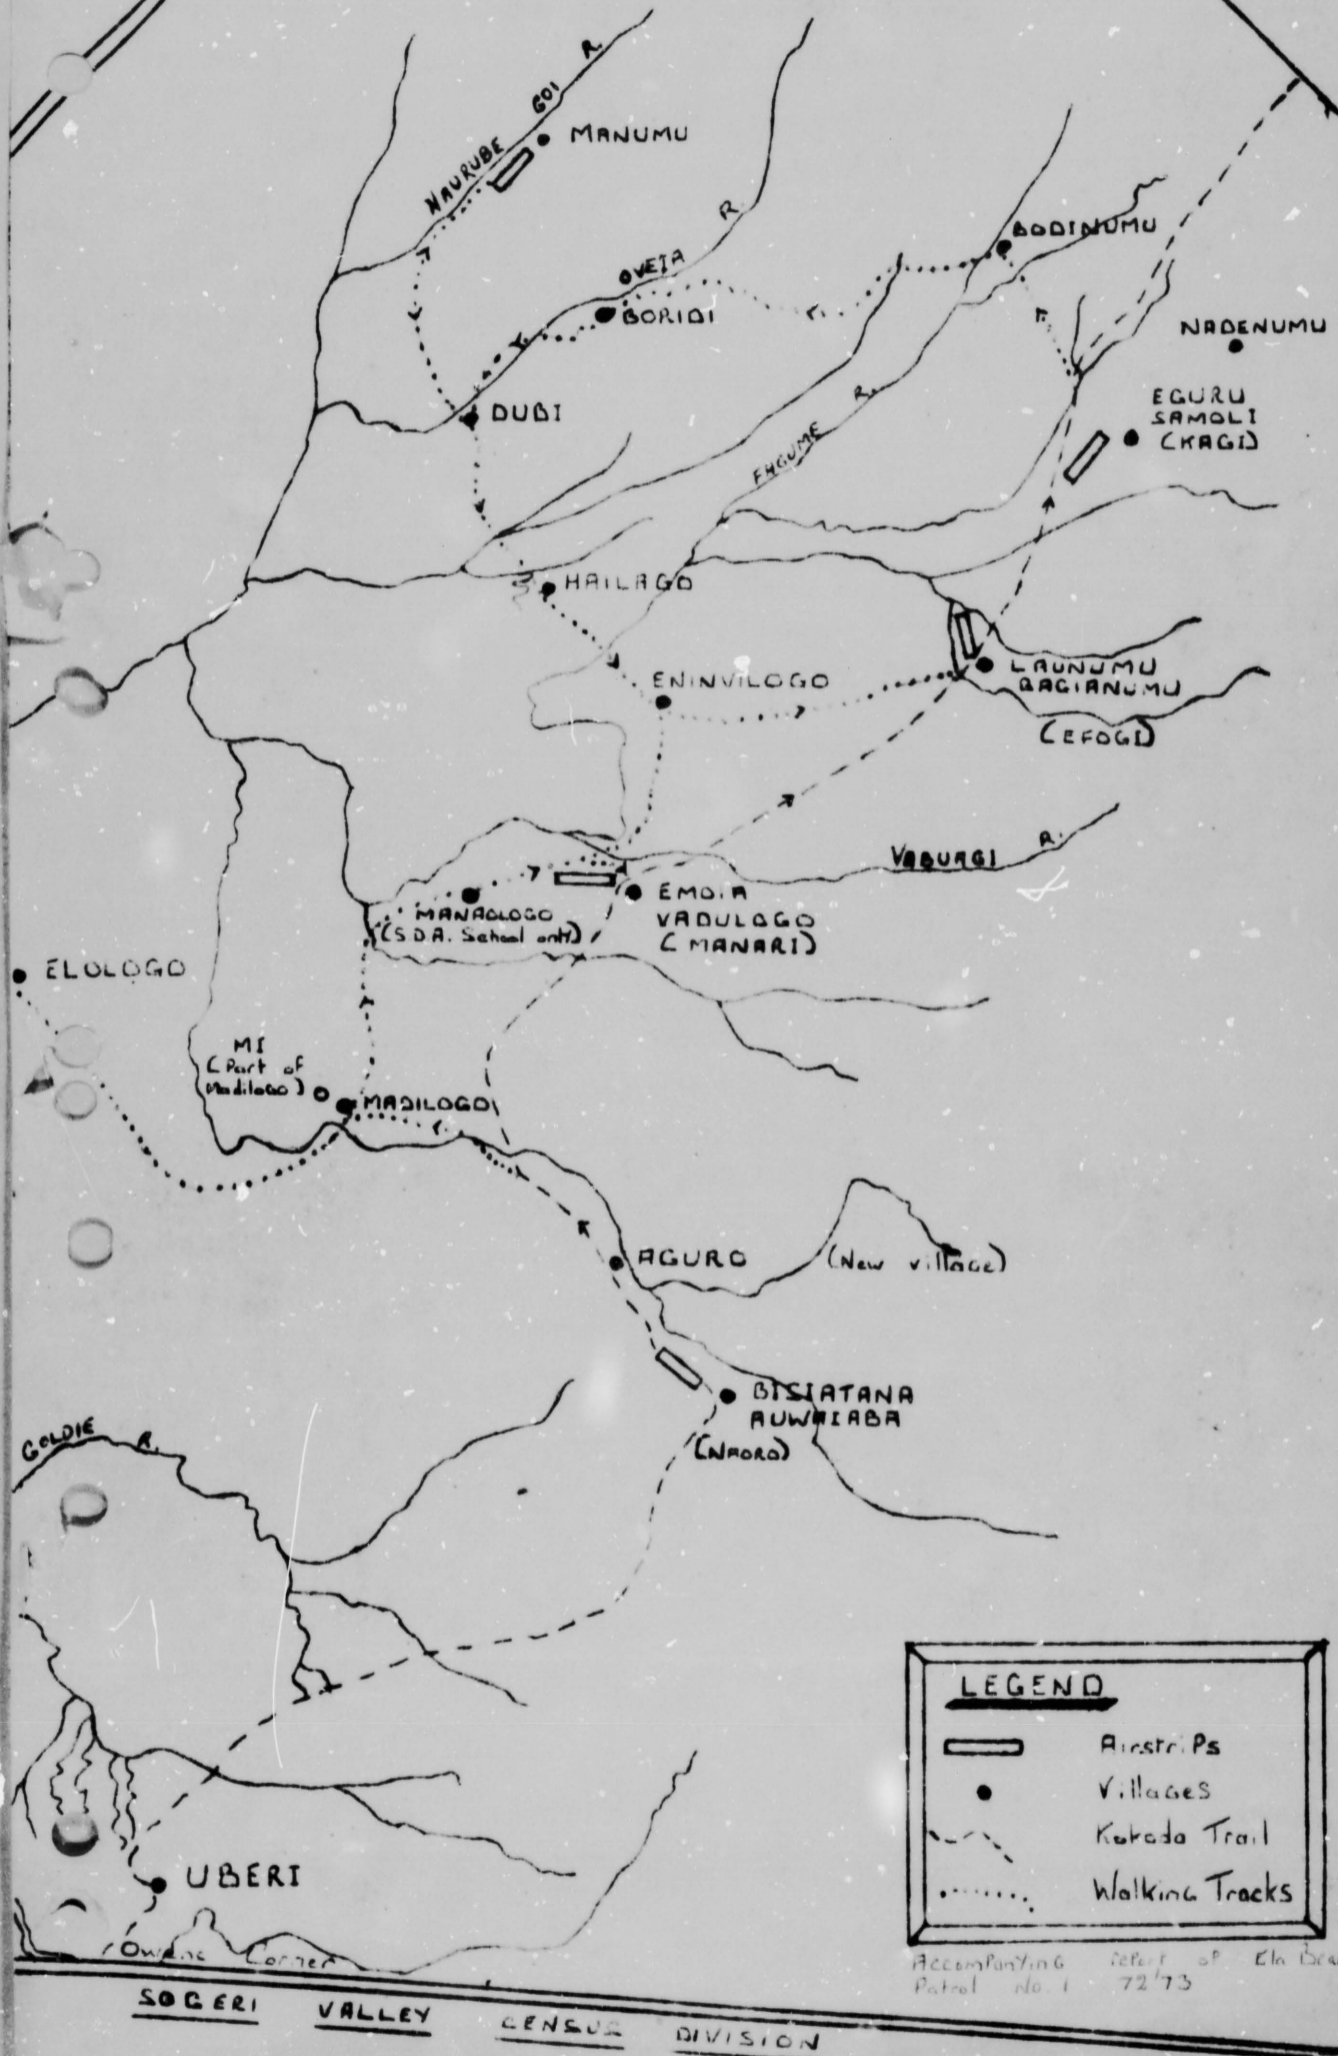 NAURUBE GOI R.
MANUMU
OVEIA R.
BODINUMU
BORIDI
NADENUMU
EGURU
SAMOLI
(KAGI)
DUBI
FAGUME R.
HAILAGO
LAUNUMU
BAGIANUMU
(EFOGI)
ENINVILOGO
VABURGI R.
EMOIA
VADULOGO
(MANARI)
MANAOLOGO
(S.D.A. School only)
ELOLOGO
MI
(Part of
Madilogo)
MADILOGO
AGURO
(New village)
BISIATANA
AUWAIABA
(NAORO)
GOLDIE R.
LEGEND
Airstrips
Villages
Kokoda Trail
Walking Tracks
UBERI
Owens Corner
Accompanying report of Ela
Patrol No. 1 72/73
SOGERI VALLEY CENSUS DIVISION